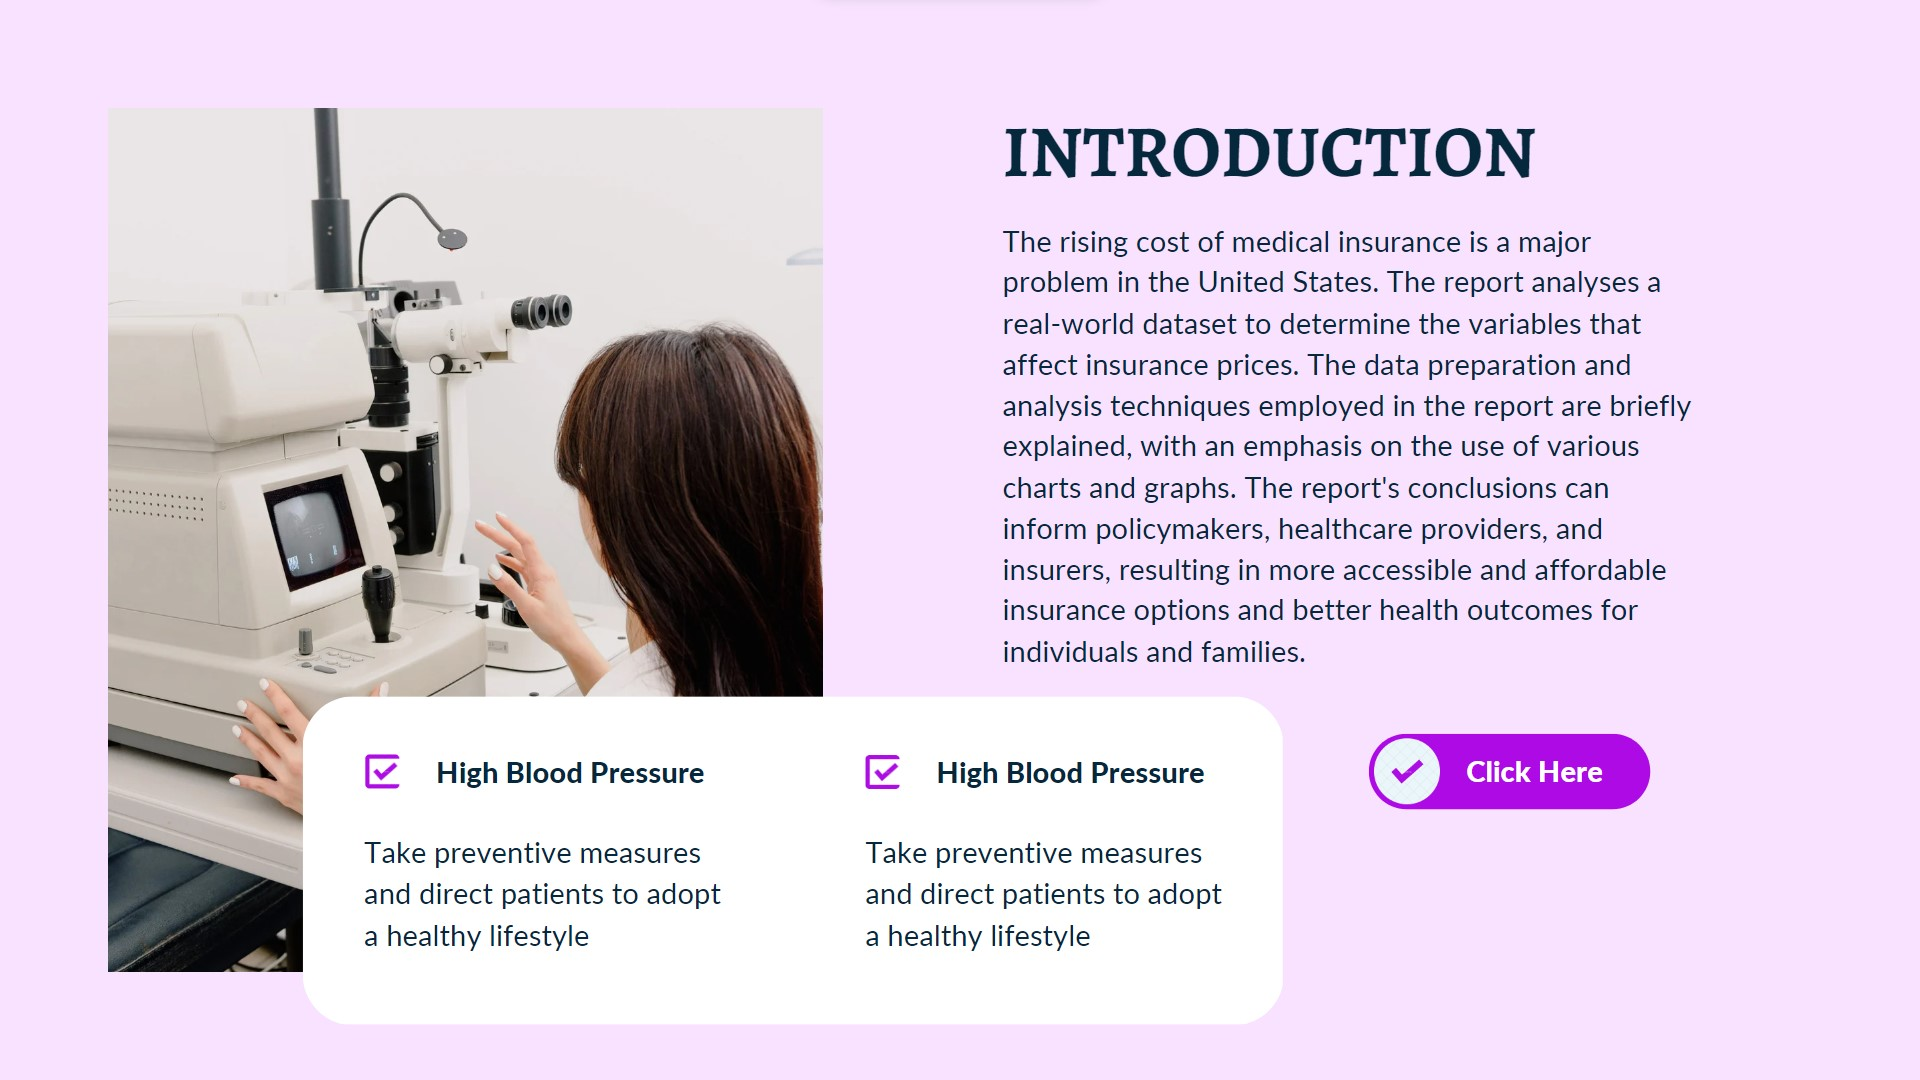 INTRODUCTION
The rising cost of medical insurance is a major
problem in the United States. The report analyses a
real-world dataset to determine the variables that
affect insurance prices. The data preparation and
analysis techniques employed in the report are briefly
explained, with an emphasis on the use of various
charts and graphs. The report's conclusions can
inform policymakers, healthcare providers, and
insurers, resulting in more accessible and affordable
insurance options and better health outcomes for
individuals and families.
High Blood Pressure
Take preventive measures
and direct patients to adopt
a healthy lifestyle
High Blood Pressure
Take preventive measures
and direct patients to adopt
a healthy lifestyle
Click Here